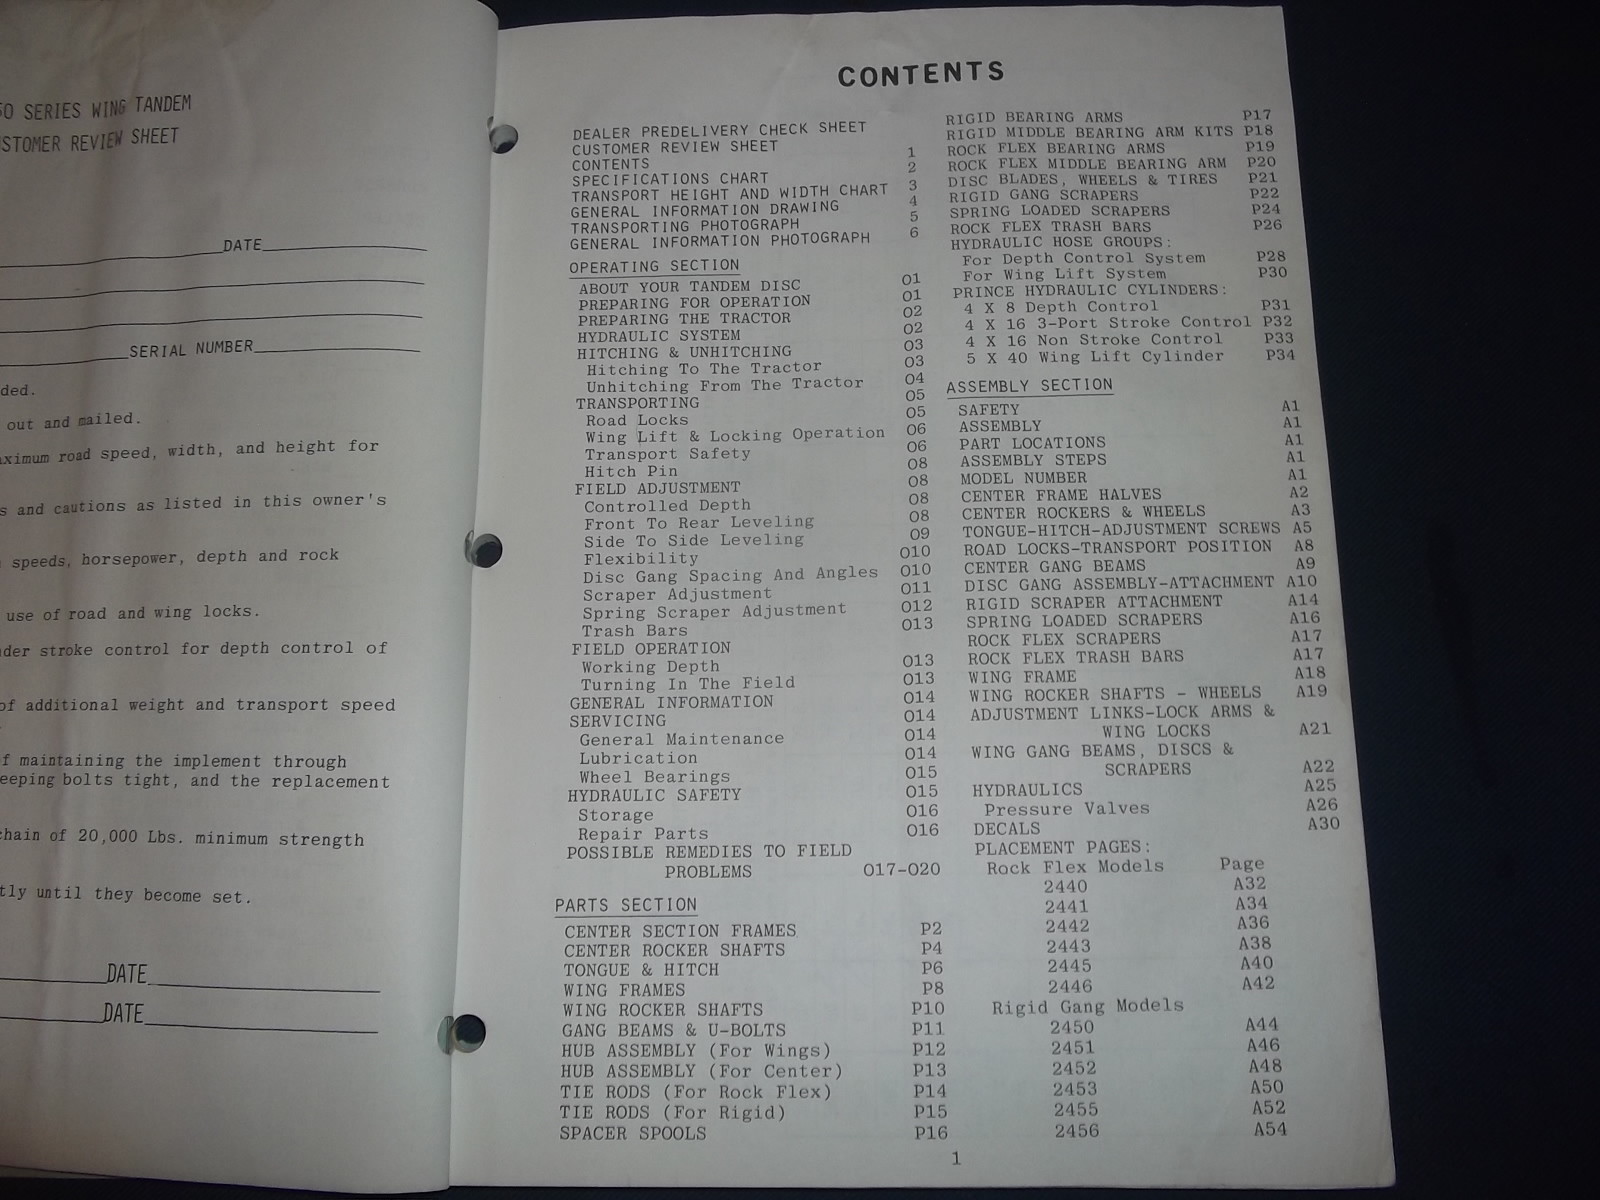 50 SERIES WING TANDEM
CUSTOMER REVIEW SHEET
DATE
SERIAL NUMBER
ded.
out and mailed.
aximum road speed, width, and height for
s and cautions as listed in this owner's
speeds, horsepower, depth and rock
use of road and wing locks.
der stroke control for depth control of
of additional weight and transport speed
f maintaining the implement through
eeping bolts tight, and the replacement
chain of 20,000 Lbs. minimum strength
tly until they become set.
DATE
DATE
CONTENTS
DEALER PREDELIVERY CHECK SHEET
CUSTOMER REVIEW SHEET
CONTENTS 1
SPECIFICATIONS CHART 2
TRANSPORT HEIGHT AND WIDTH CHART 3
GENERAL INFORMATION DRAWING 4
TRANSPORTING PHOTOGRAPH 5
GENERAL INFORMATION PHOTOGRAPH 6
OPERATING SECTION
ABOUT YOUR TANDEM DISC O1
PREPARING FOR OPERATION O1
PREPARING THE TRACTOR O2
HYDRAULIC SYSTEM O2
HITCHING & UNHITCHING O3
Hitching To The Tractor O3
Unhitching From The Tractor O4
TRANSPORTING O5
Road Locks O5
Wing Lift & Locking Operation O6
Transport Safety O6
Hitch Pin O8
FIELD ADJUSTMENT O8
Controlled Depth O8
Front To Rear Leveling O8
Side To Side Leveling O9
Flexibility O10
Disc Gang Spacing And Angles O10
Scraper Adjustment O11
Spring Scraper Adjustment O12
Trash Bars O13
FIELD OPERATION
Working Depth O13
Turning In The Field O13
GENERAL INFORMATION O14
SERVICING O14
General Maintenance O14
Lubrication O14
Wheel Bearings O15
HYDRAULIC SAFETY O15
Storage O16
Repair Parts O16
POSSIBLE REMEDIES TO FIELD
PROBLEMS O17-O20
PARTS SECTION
CENTER SECTION FRAMES P2
CENTER ROCKER SHAFTS P4
TONGUE & HITCH P6
WING FRAMES P8
WING ROCKER SHAFTS P10
GANG BEAMS & U-BOLTS P11
HUB ASSEMBLY (For Wings) P12
HUB ASSEMBLY (For Center) P13
TIE RODS (For Rock Flex) P14
TIE RODS (For Rigid) P15
SPACER SPOOLS P16
RIGID BEARING ARMS P17
RIGID MIDDLE BEARING ARM KITS P18
ROCK FLEX BEARING ARMS P19
ROCK FLEX MIDDLE BEARING ARM P20
DISC BLADES, WHEELS & TIRES P21
RIGID GANG SCRAPERS P22
SPRING LOADED SCRAPERS P24
ROCK FLEX TRASH BARS P26
HYDRAULIC HOSE GROUPS:
For Depth Control System P28
For Wing Lift System P30
PRINCE HYDRAULIC CYLINDERS:
4 X 8 Depth Control P31
4 X 16 3-Port Stroke Control P32
4 X 16 Non Stroke Control P33
5 X 40 Wing Lift Cylinder P34
ASSEMBLY SECTION
SAFETY A1
ASSEMBLY A1
PART LOCATIONS A1
ASSEMBLY STEPS A1
MODEL NUMBER A1
CENTER FRAME HALVES A2
CENTER ROCKERS & WHEELS A3
TONGUE-HITCH-ADJUSTMENT SCREWS A5
ROAD LOCKS-TRANSPORT POSITION A8
CENTER GANG BEAMS A9
DISC GANG ASSEMBLY-ATTACHMENT A10
RIGID SCRAPER ATTACHMENT A14
SPRING LOADED SCRAPERS A16
ROCK FLEX SCRAPERS A17
ROCK FLEX TRASH BARS A17
WING FRAME A18
WING ROCKER SHAFTS - WHEELS A19
ADJUSTMENT LINKS-LOCK ARMS &
WING LOCKS A21
WING GANG BEAMS, DISCS &
SCRAPERS A22
HYDRAULICS A25
Pressure Valves A26
DECALS A30
PLACEMENT PAGES:
Rock Flex Models Page
2440 A32
2441 A34
2442 A36
2443 A38
2445 A40
2446 A42
Rigid Gang Models
2450 A44
2451 A46
2452 A48
2453 A50
2455 A52
2456 A54
1